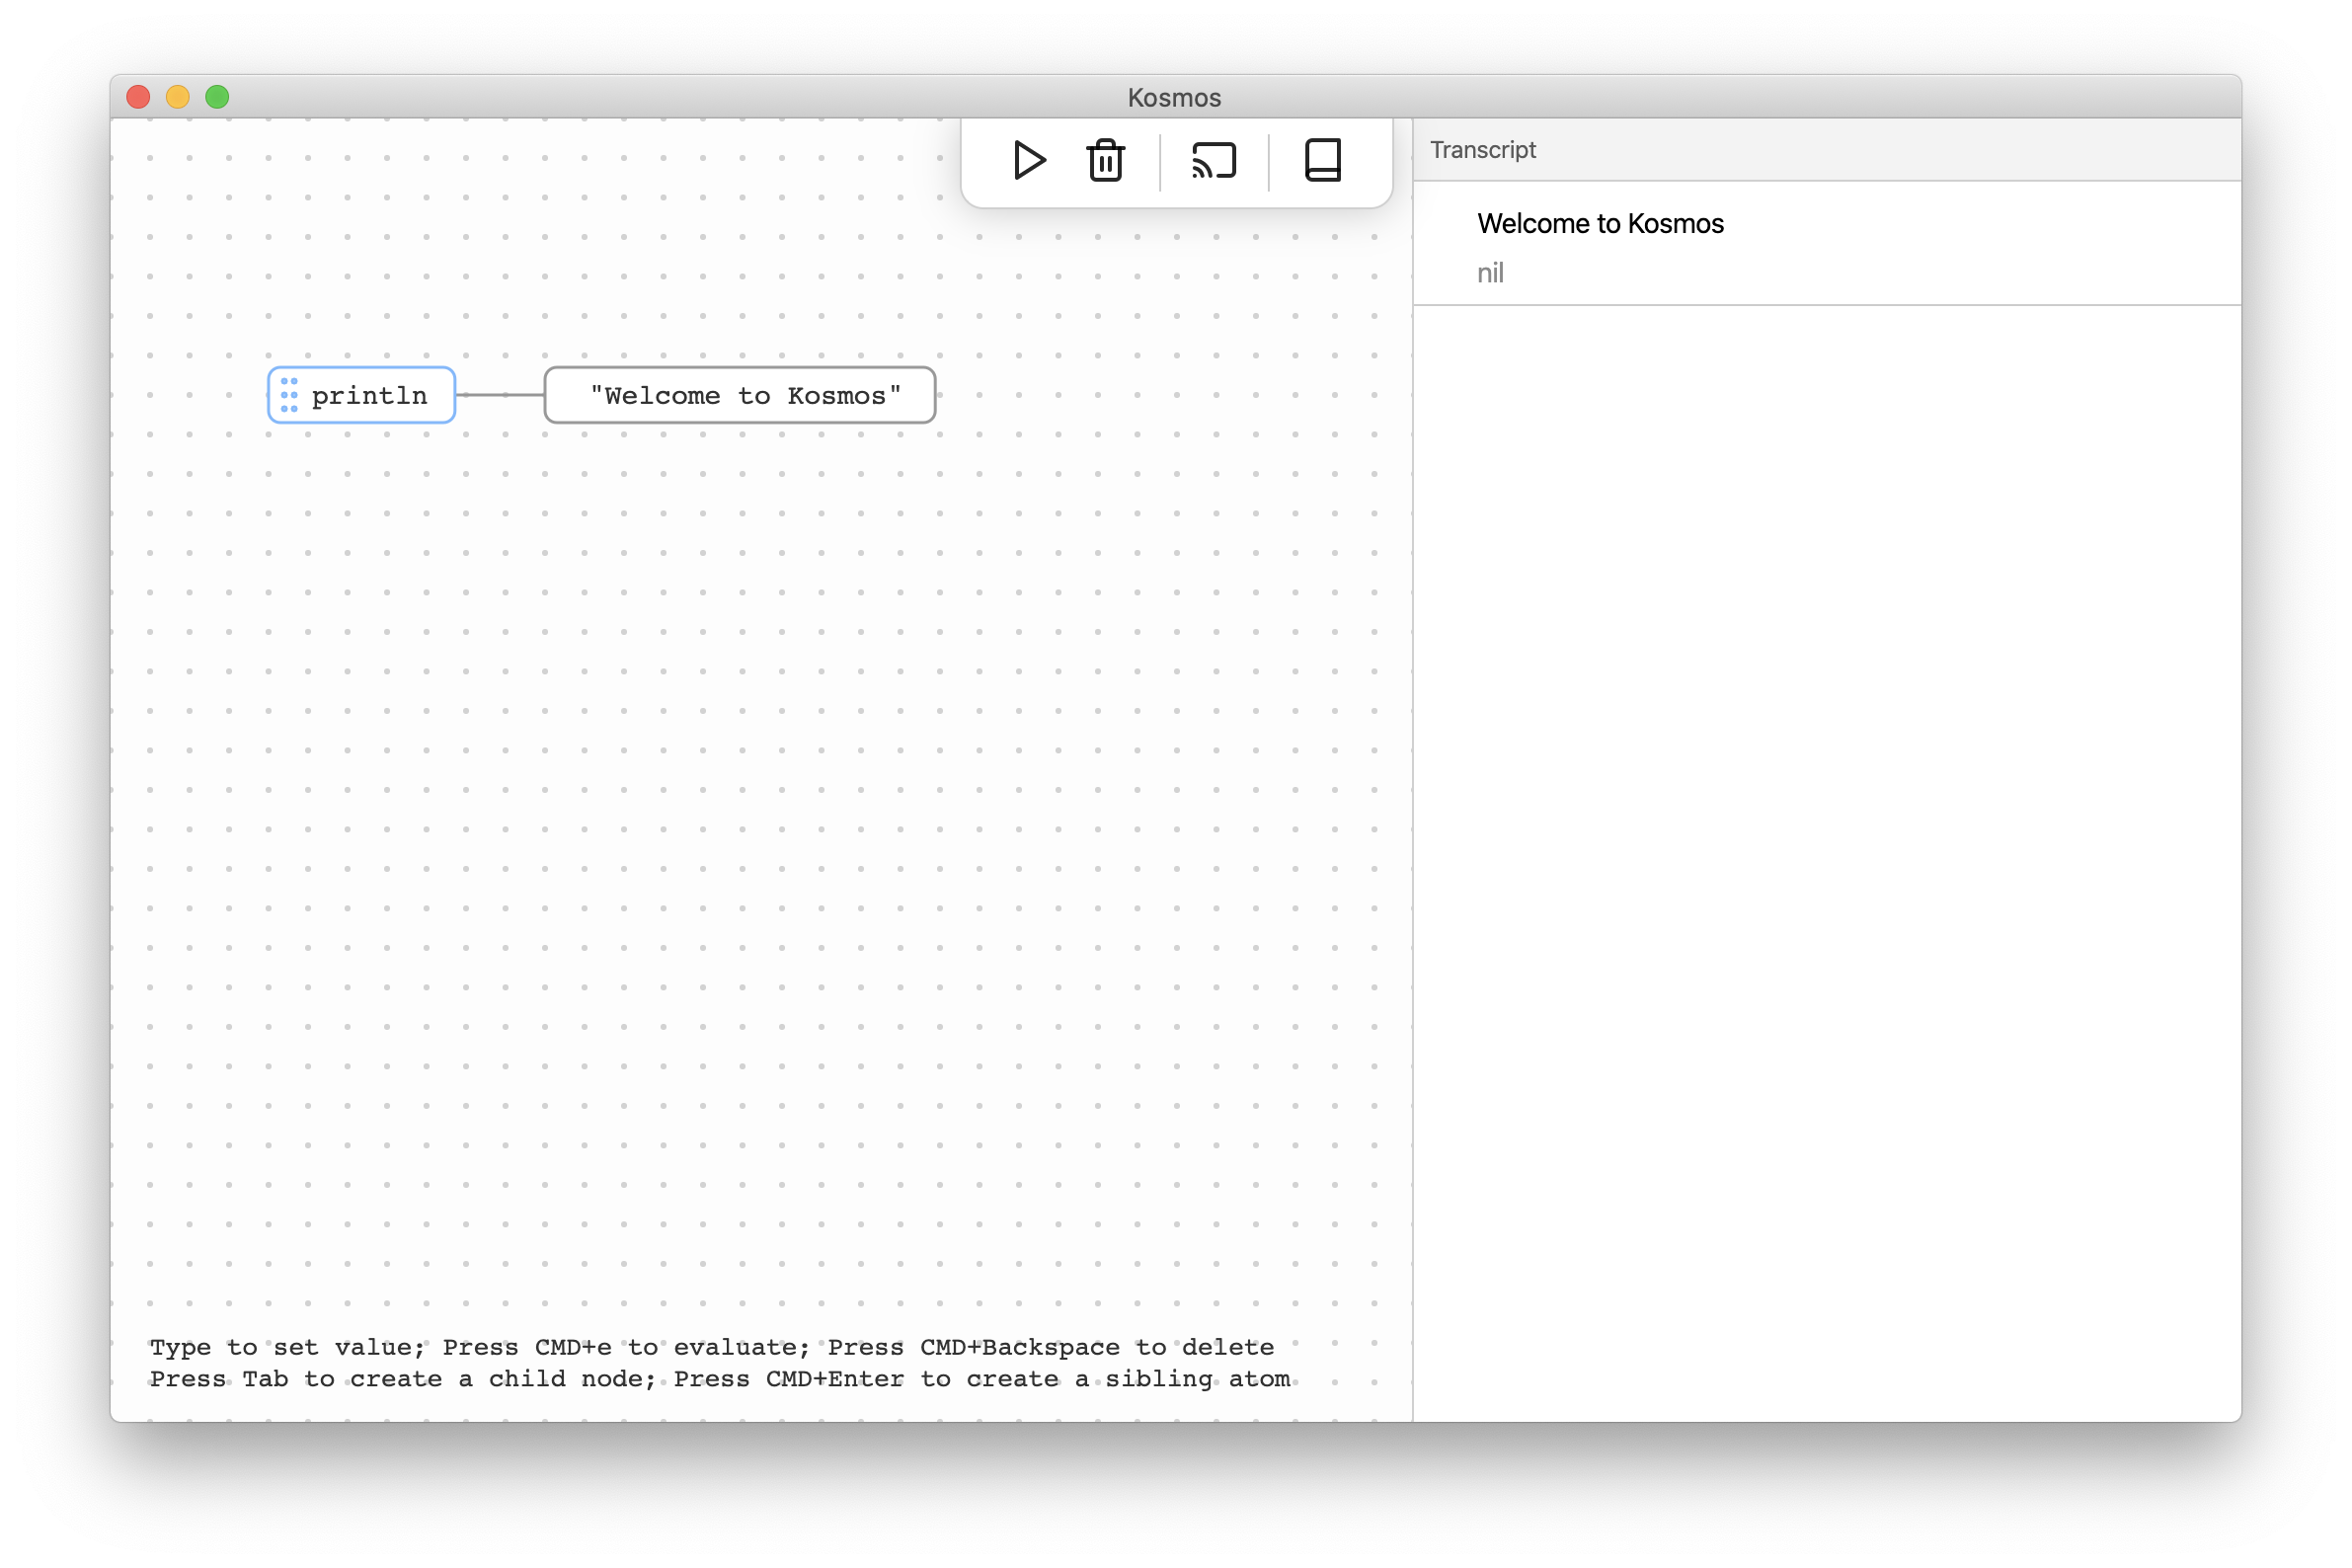 Kosmos
Transcript
Welcome to Kosmos
nil
println
"Welcome to Kosmos"
Type to set value; Press CMD+e to evaluate; Press CMD+Backspace to delete
Press Tab to create a child node; Press CMD+Enter to create a sibling atom